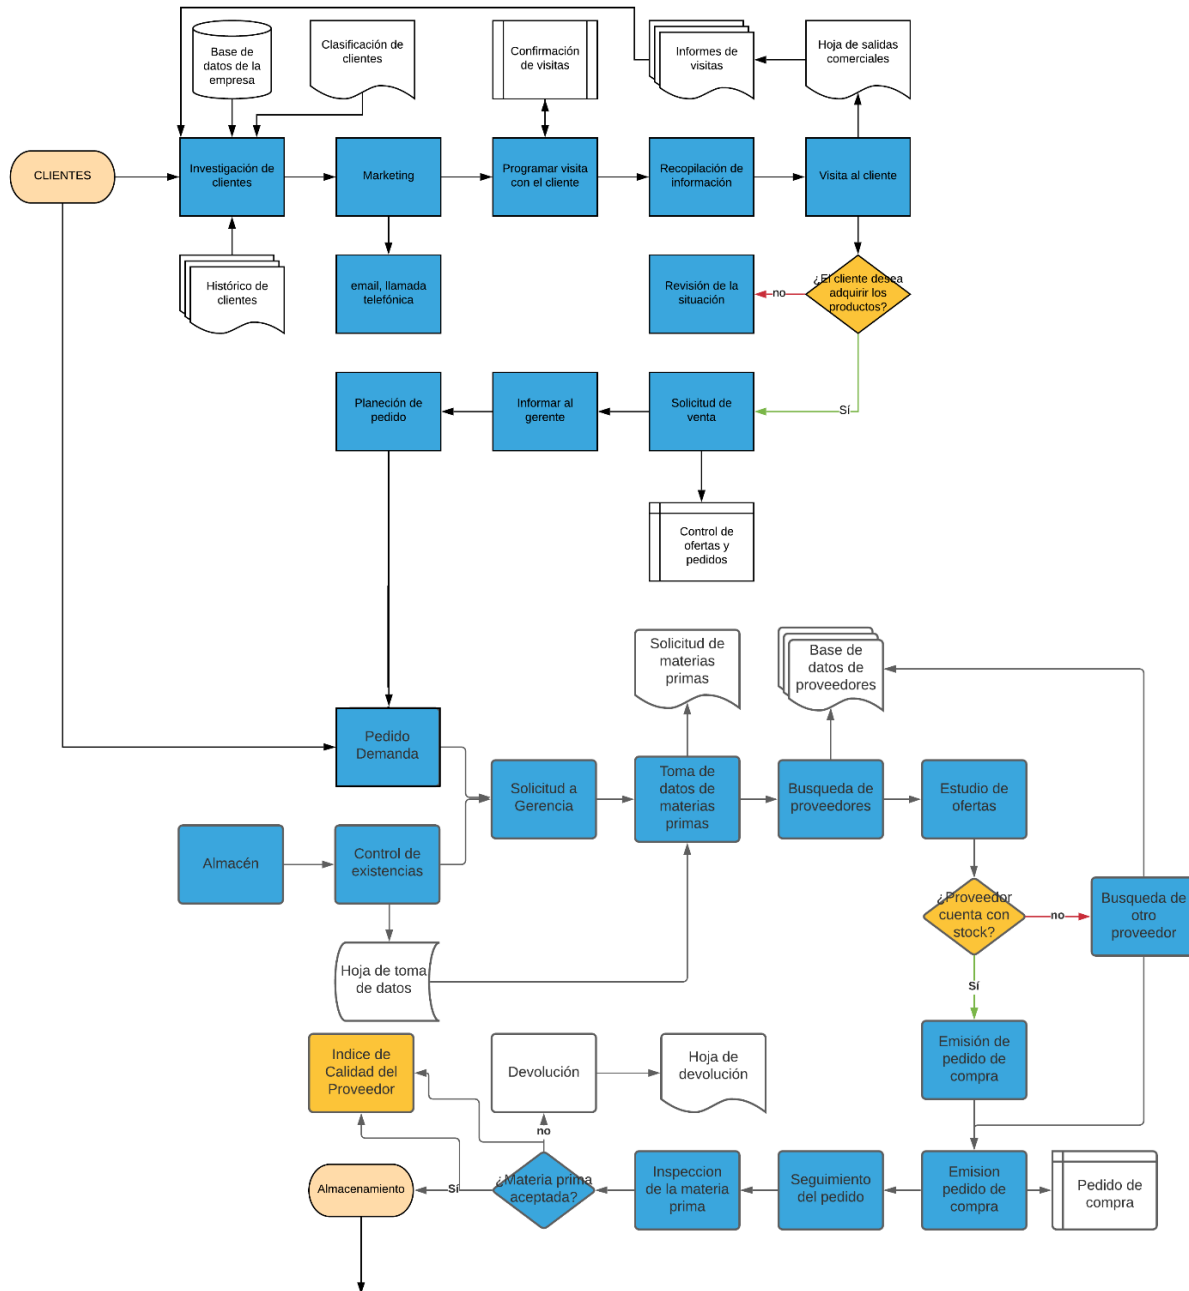 Base de
datos de la
empresa
Clasificación de
clientes
Confirmación
de visitas
Informes de
visitas
Hoja de salidas
comerciales
CLIENTES
Investigación de
clientes
Marketing
Programar visita
con el cliente
Recopilación de
información
Visita al cliente
Histórico de
clientes
email, llamada
telefónica
Revisión de la
situación
no
¿El cliente desea
adquirir los
productos?
Planeción de
pedido
Informar al
gerente
Solicitud de
venta
Sí
Control de
ofertas y
pedidos
Solicitud de
materias
primas
Base de
datos de
proveedores
Pedido
Demanda
Solicitud a
Gerencia
Toma de
datos de
materias
primas
Busqueda de
proveedores
Estudio de
ofertas
Almacén
Control de
existencias
¿Proveedor
cuenta con
stock?
no
Busqueda de
otro
proveedor
Hoja de toma
de datos
Sí
Indice de
Calidad del
Proveedor
Devolución
Hoja de
devolución
Emisión de
pedido de
compra
no
Almacenamiento
Sí
¿Materia prima
aceptada?
Inspeccion
de la materia
prima
Seguimiento
del pedido
Emision
pedido de
compra
Pedido de
compra